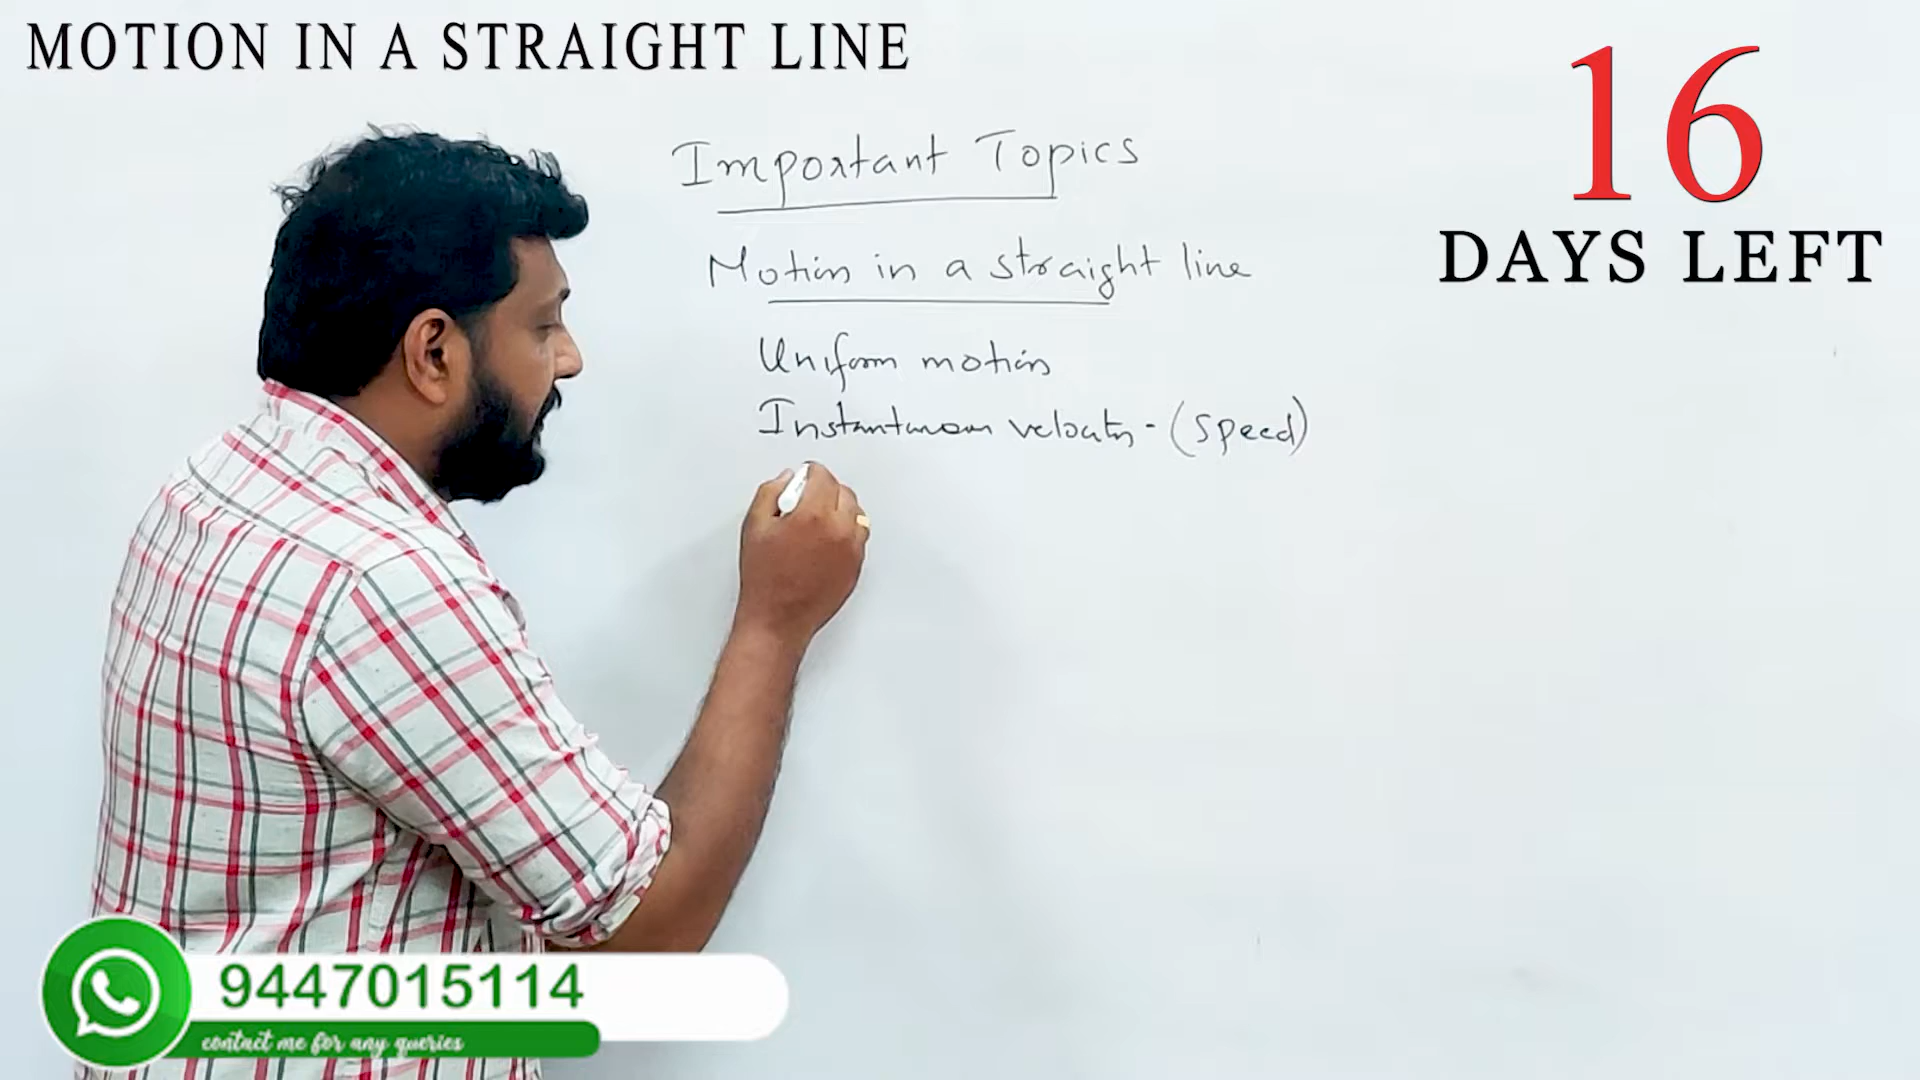 MOTION IN A STRAIGHT LINE
16
DAYS LEFT
Important Topics
Motion in a straight line
Uniform motion
Instantaneous velocity - (Speed)
9447015114
contact me for any queries